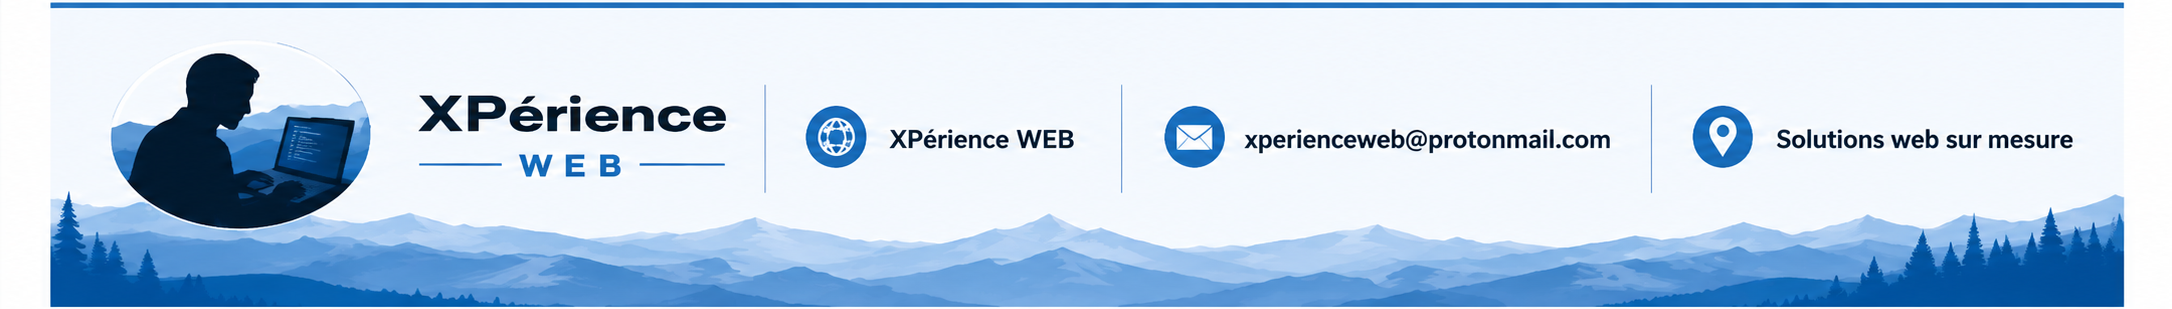 XPérience
WEB
XPérience WEB
xperienceweb@protonmail.com
Solutions web sur mesure